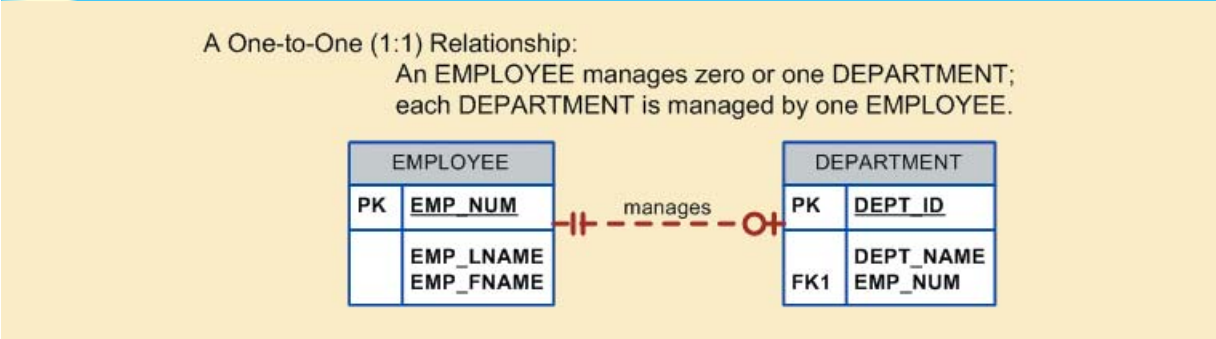 A One-to-One (1:1) Relationship:
An EMPLOYEE manages zero or one DEPARTMENT;
each DEPARTMENT is managed by one EMPLOYEE.
EMPLOYEE
PK EMP_NUM
EMP_LNAME
EMP_FNAME
manages
DEPARTMENT
PK DEPT_ID
DEPT_NAME
FK1 EMP_NUM